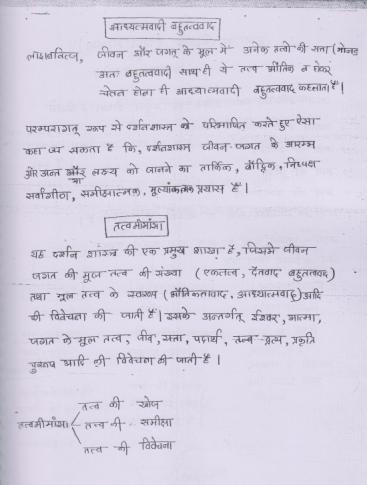 आध्यात्मवादी बहुतत्ववाद
लाइबनित्ज, जीवन और जगत् के मूल में अनेक तत्वों की सत्ता (मोनड
अतः बहुतत्ववाद साथ ही ये तत्व भौतिक न होकर
चेतन होना ही आध्यात्मवादी बहुतत्ववाद कहलाता है।
परम्परागत रूप से दर्शनशास्त्र को परिभाषित करते हुए ऐसा
कहा जा सकता है कि, दर्शनशास्त्र जीवन-जगत के आरम्भ
और अन्त और लक्ष्य को जानने का तार्किक, बौद्धिक, निष्पक्ष
या
सर्वांगीण, समीक्षात्मक, मूल्यांकनात्मक प्रयास है।
तत्वमीमांसा
यह दर्शन शास्त्र की एक प्रमुख शाखा है, जिसमें जीवन
जगत की मूल तत्व की संख्या (एकतत्व, द्वैतवाद बहुतत्ववाद)
तथा मूल तत्व के स्वरूप (भौतिकतावाद, आध्यात्मवाद) आदि
की विवेचना की जाती है। इसके अन्तर्गत् ईश्वर, आत्मा,
जगत के मूल तत्व, जीव, सत्ता, पदार्थ, द्रव्य, प्रकृति
पुरूष आदि की विवेचना की जाती है।
तत्व की खोज
तत्वमीमांसा तत्व की समीक्षा
तत्व की विवेचना